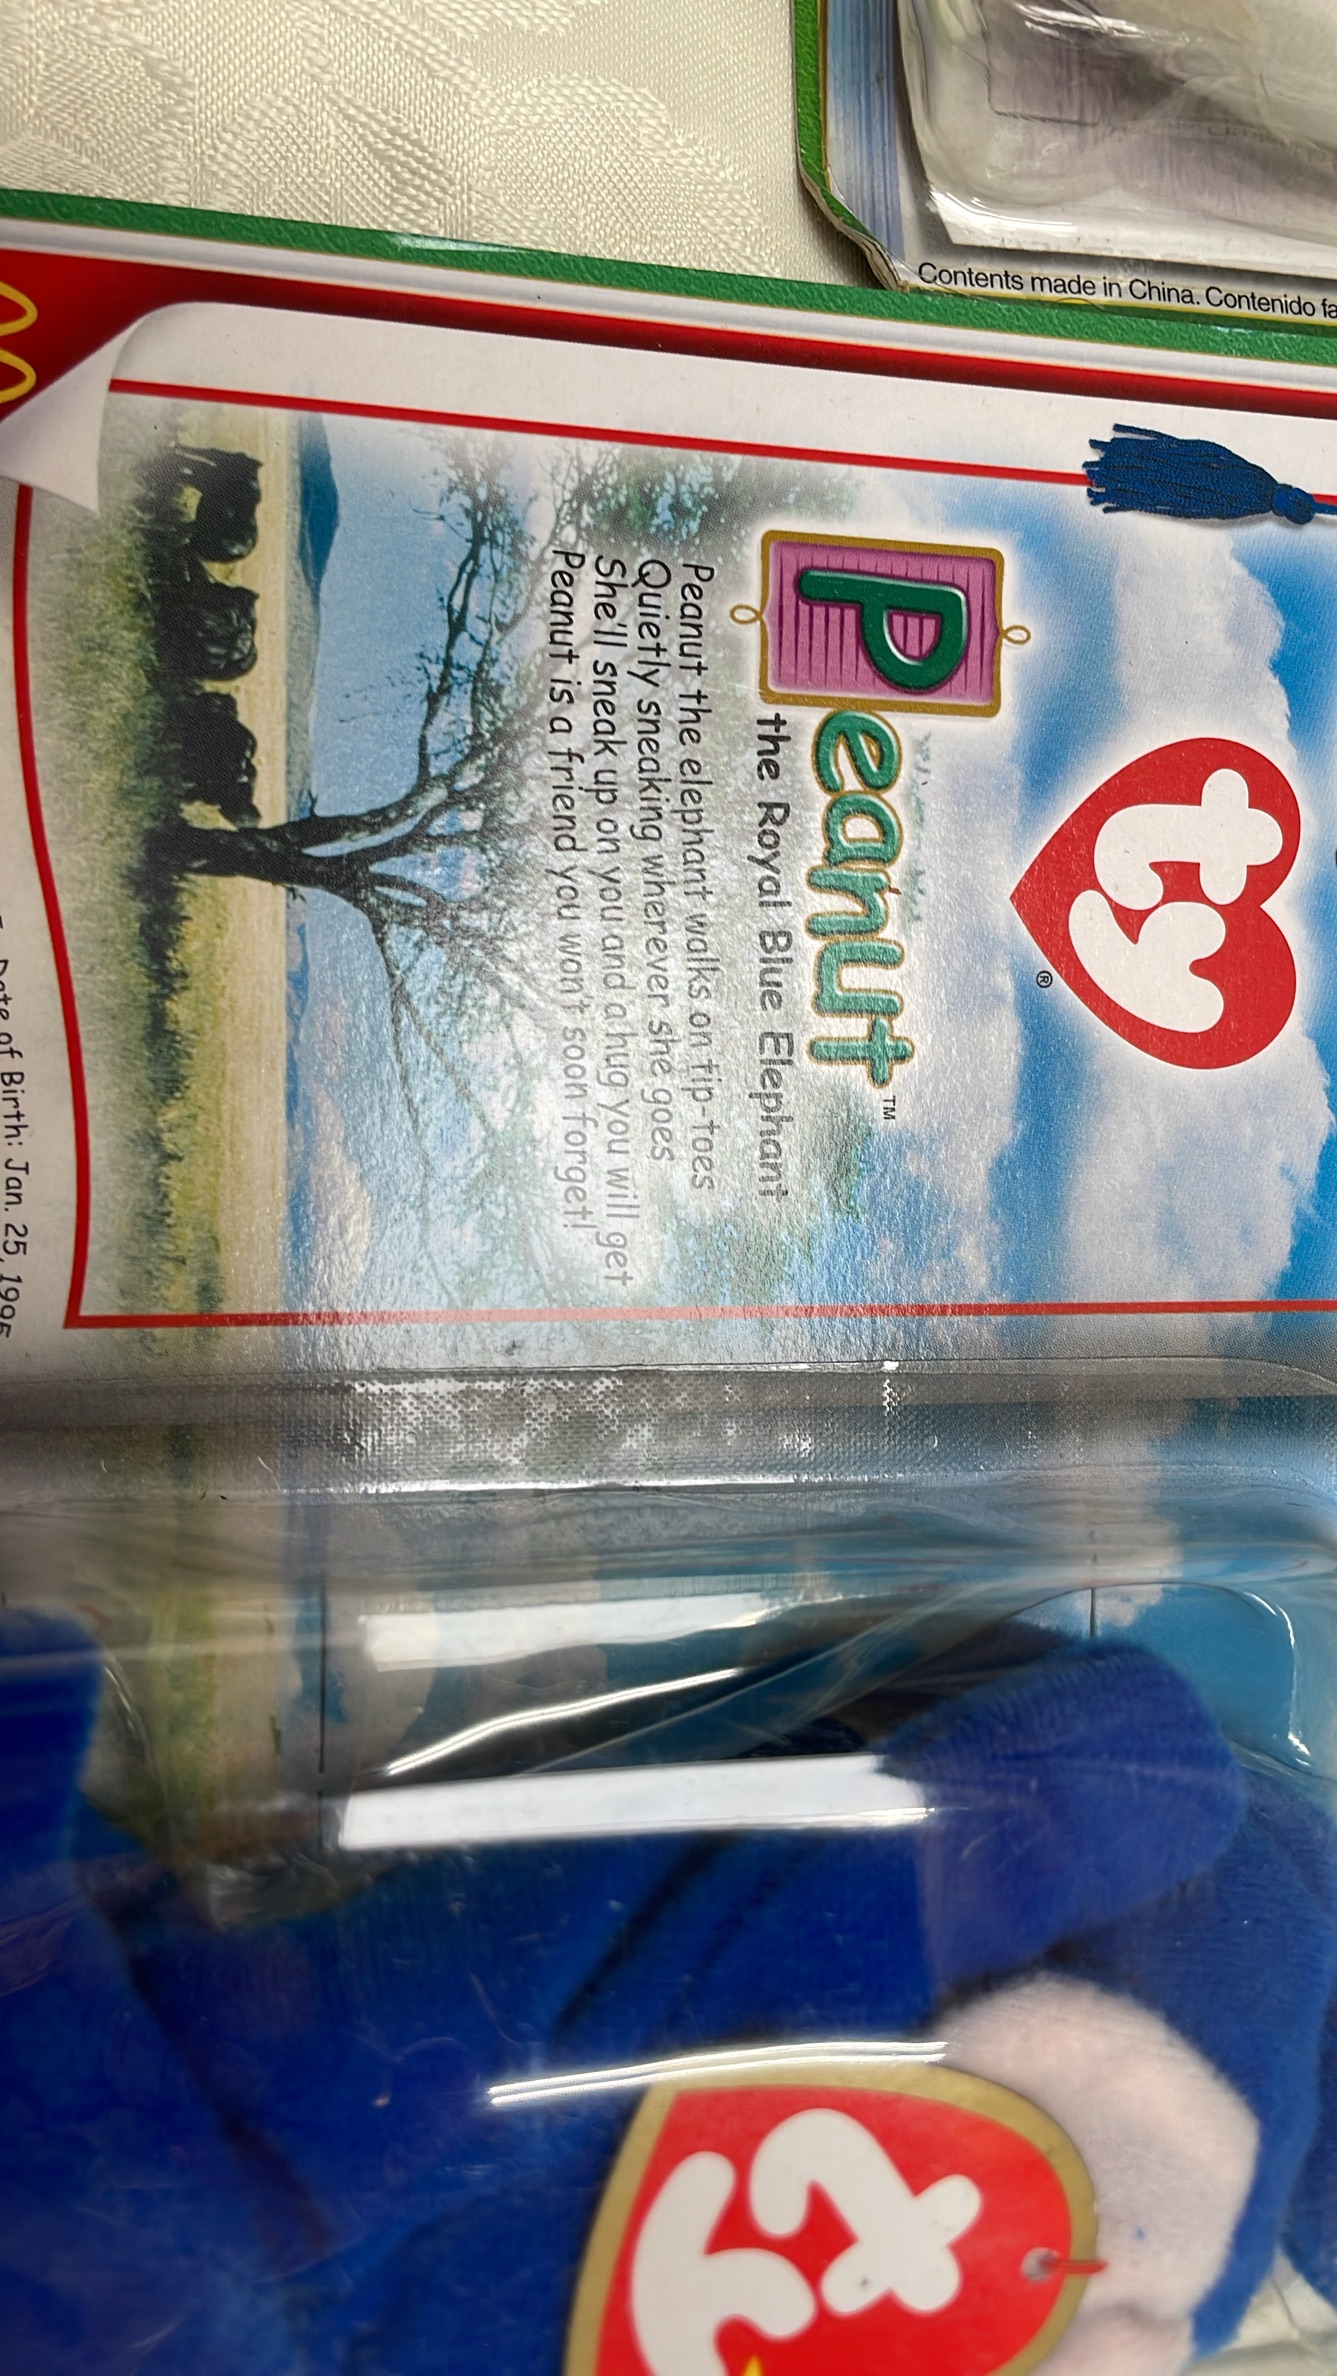 Contents made in China. Contenido fa
ty®
Peanut™
the Royal Blue Elephant
Peanut the elephant walks on tip-toes
Quietly sneaking wherever she goes
She'll sneak up on you and a hug you will get
Peanut is a friend you won't soon forget!
Date of Birth: Jan. 25, 1995
ty